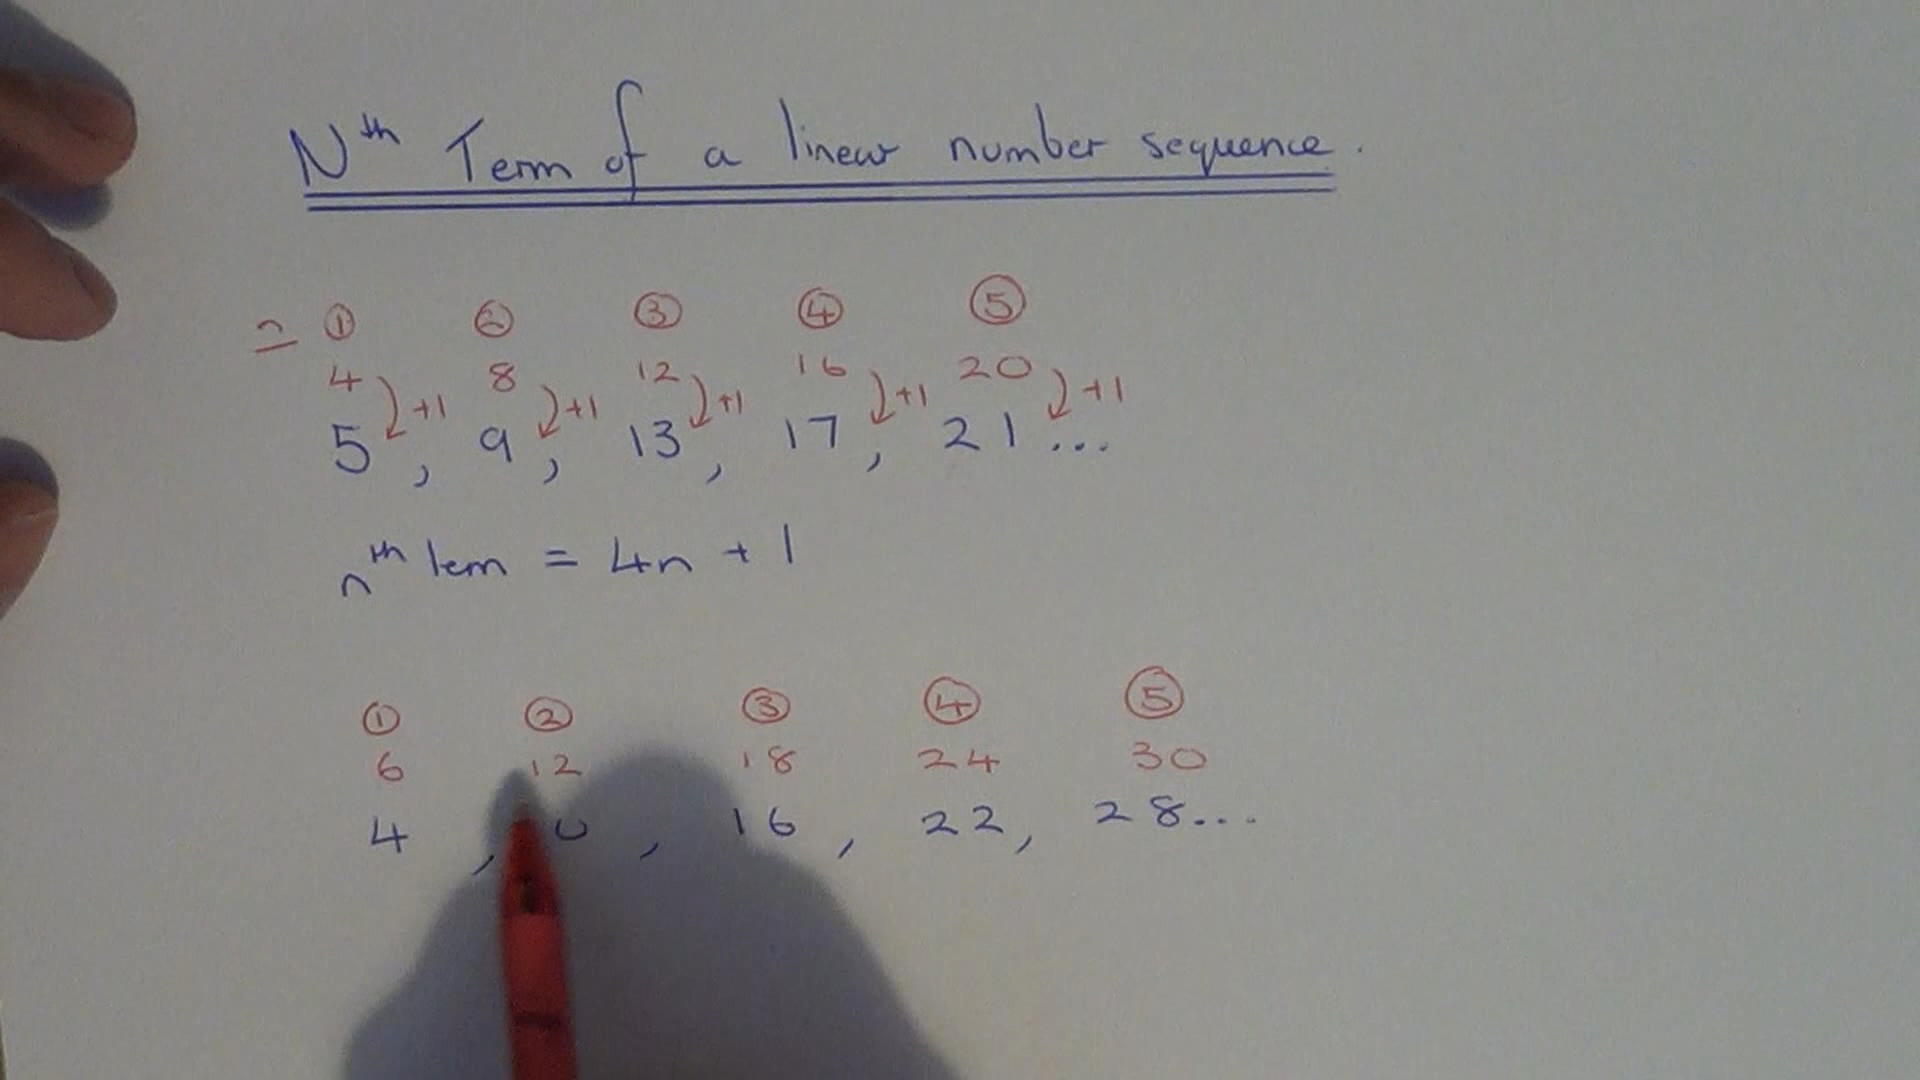 Nth Term of a linear number sequence.
n ① ② ③ ④ ⑤
4 8 12 16 20
+1 +1 +1 +1 +1
5, 9, 13, 17, 21...
nth term = 4n + 1
① ② ③ ④ ⑤
6 12 18 24 30
4, 0, 16, 22, 28...